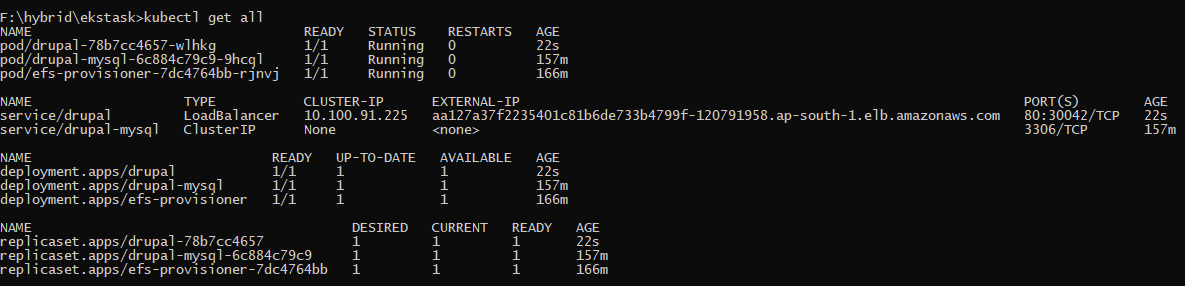 F:\hybrid\ekstask>kubectl get all
NAME READY STATUS RESTARTS AGE
pod/drupal-78b7cc4657-wlhkg 1/1 Running 0 22s
pod/drupal-mysql-6c884c79c9-9hcql 1/1 Running 0 157m
pod/efs-provisioner-7dc4764bb-rjnvj 1/1 Running 0 166m
NAME TYPE CLUSTER-IP EXTERNAL-IP PORT(S) AGE
service/drupal LoadBalancer 10.100.91.225 aa127a37f2235401c81b6de733b4799f-120791958.ap-south-1.elb.amazonaws.com 80:30042/TCP 22s
service/drupal-mysql ClusterIP None <none> 3306/TCP 157m
NAME READY UP-TO-DATE AVAILABLE AGE
deployment.apps/drupal 1/1 1 1 22s
deployment.apps/drupal-mysql 1/1 1 1 157m
deployment.apps/efs-provisioner 1/1 1 1 166m
NAME DESIRED CURRENT READY AGE
replicaset.apps/drupal-78b7cc4657 1 1 1 22s
replicaset.apps/drupal-mysql-6c884c79c9 1 1 1 157m
replicaset.apps/efs-provisioner-7dc4764bb 1 1 1 166m